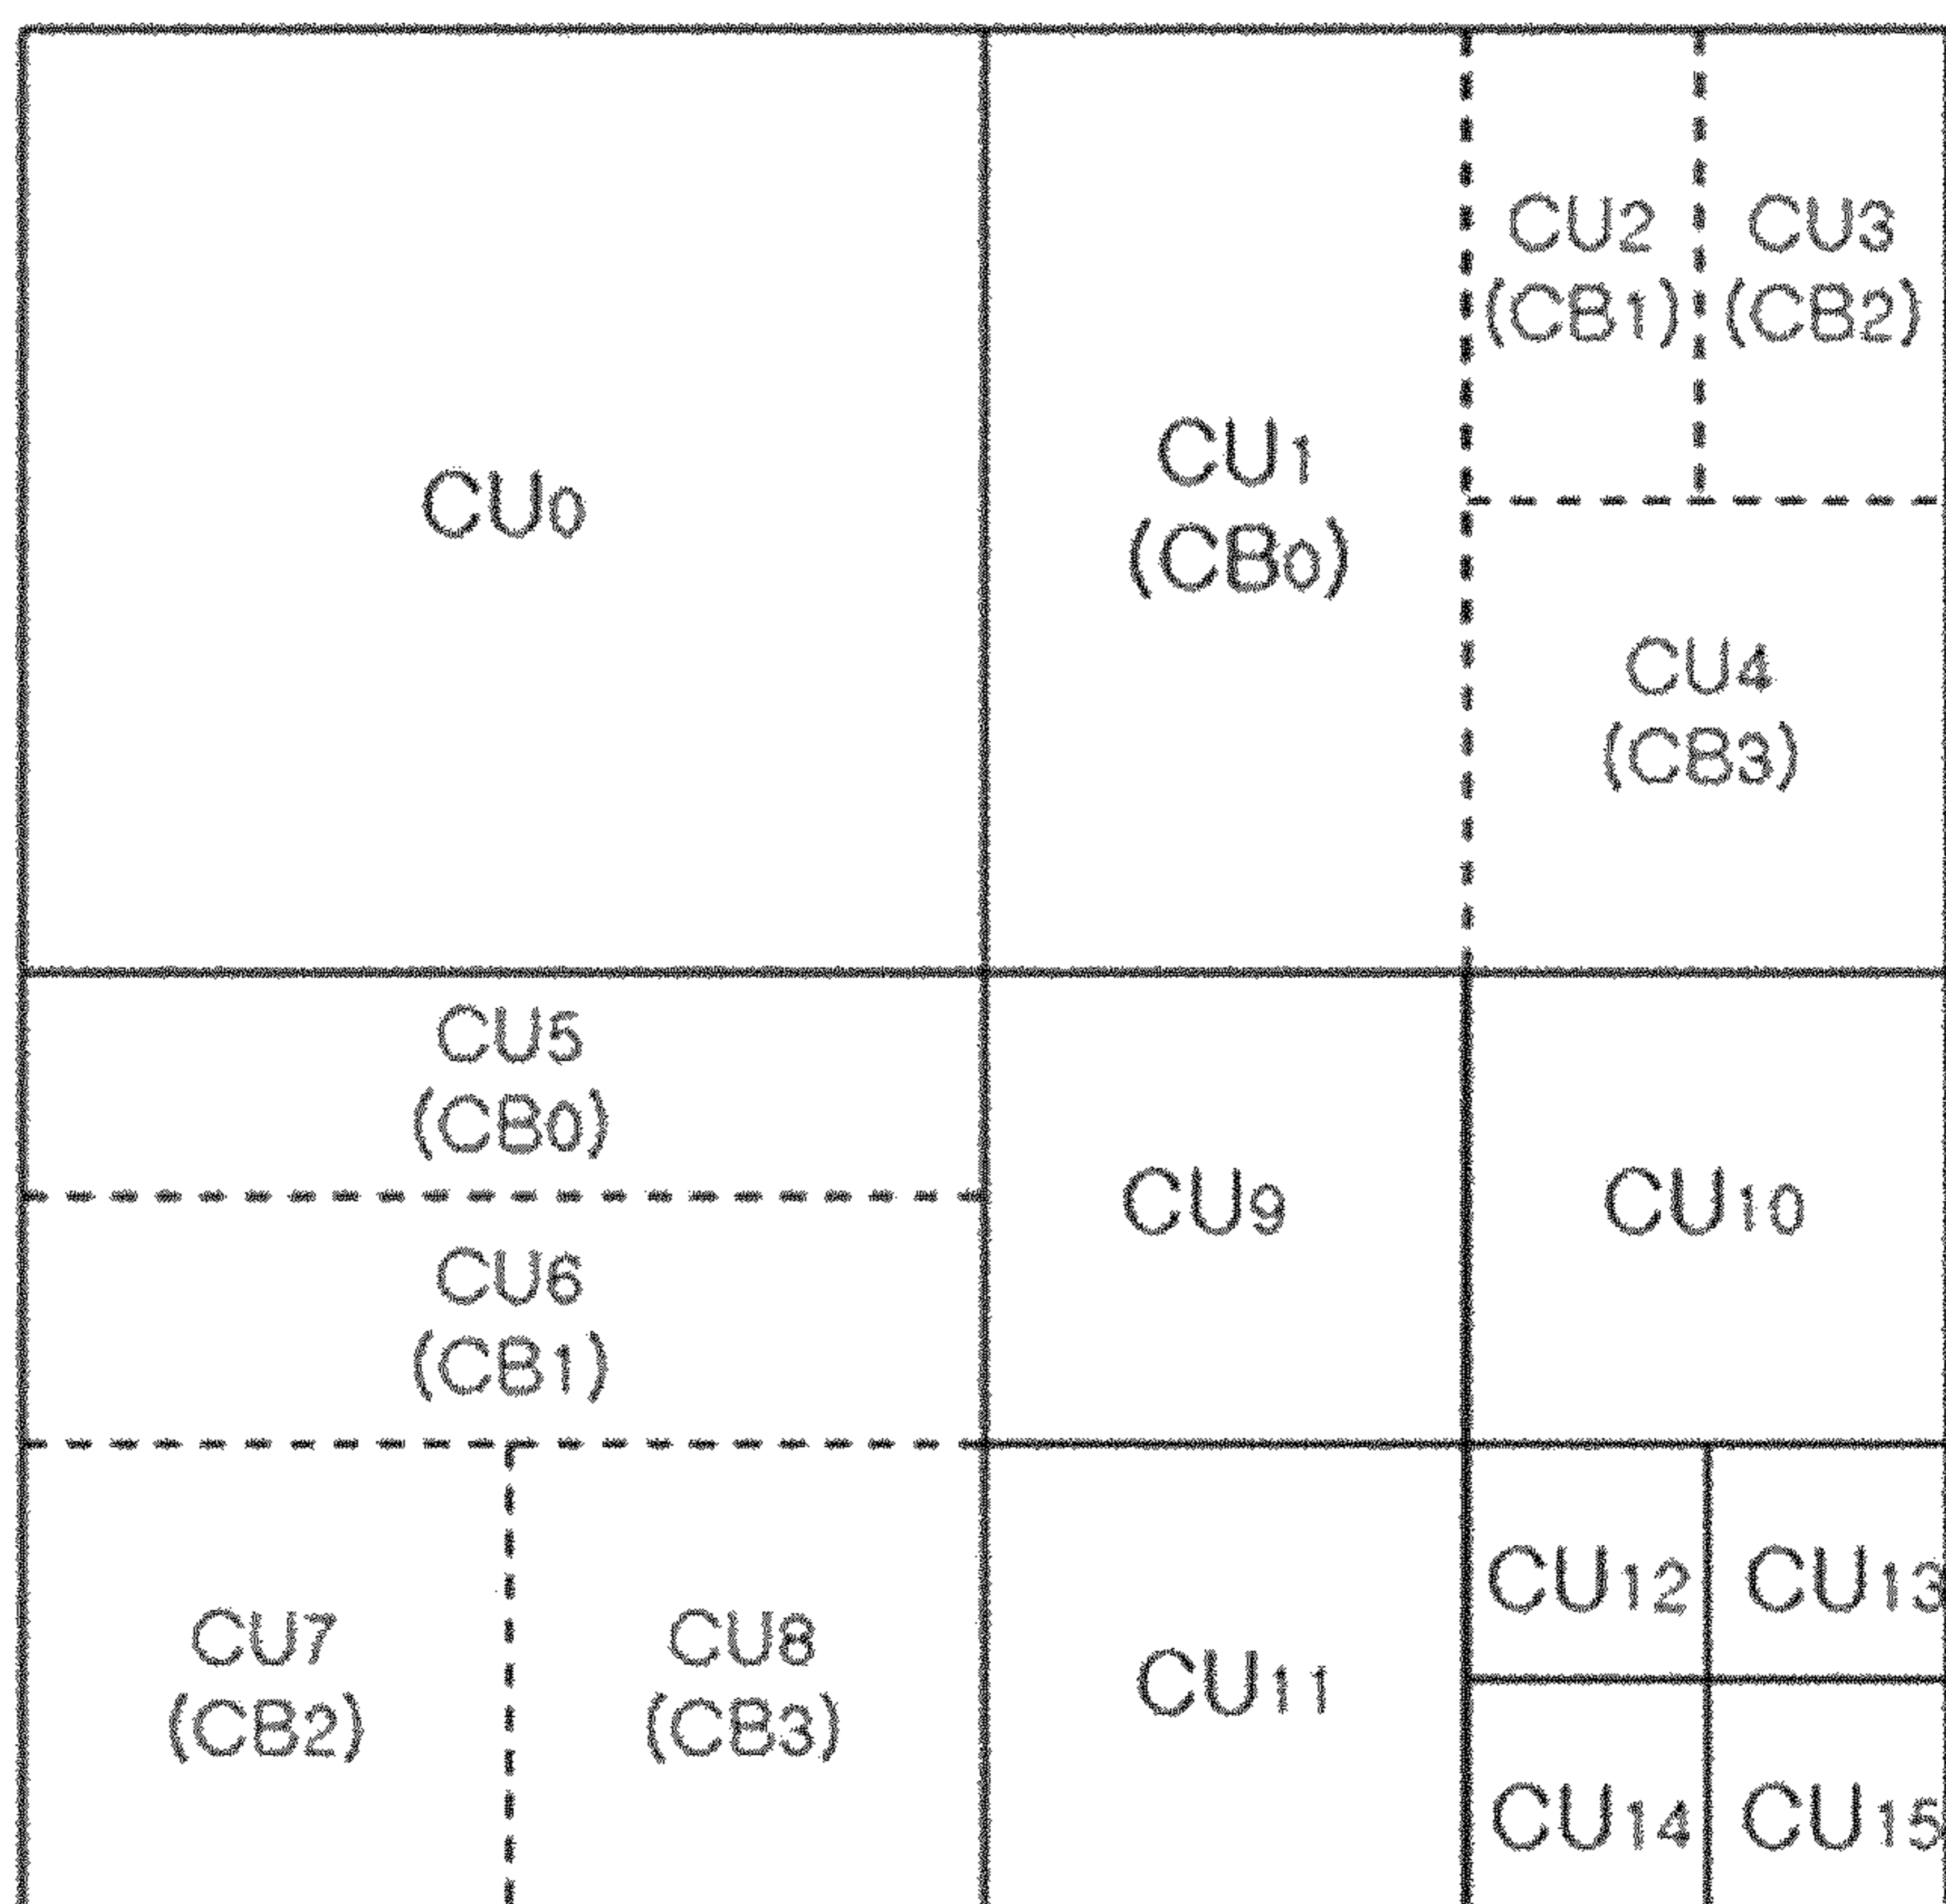 CU0
CU1
(CB0)
CU2
(CB1)
CU3
(CB2)
CU4
(CB3)
CU5
(CB0)
CU6
(CB1)
CU7
(CB2)
CU8
(CB3)
CU9
CU10
CU11
CU12
CU13
CU14
CU15